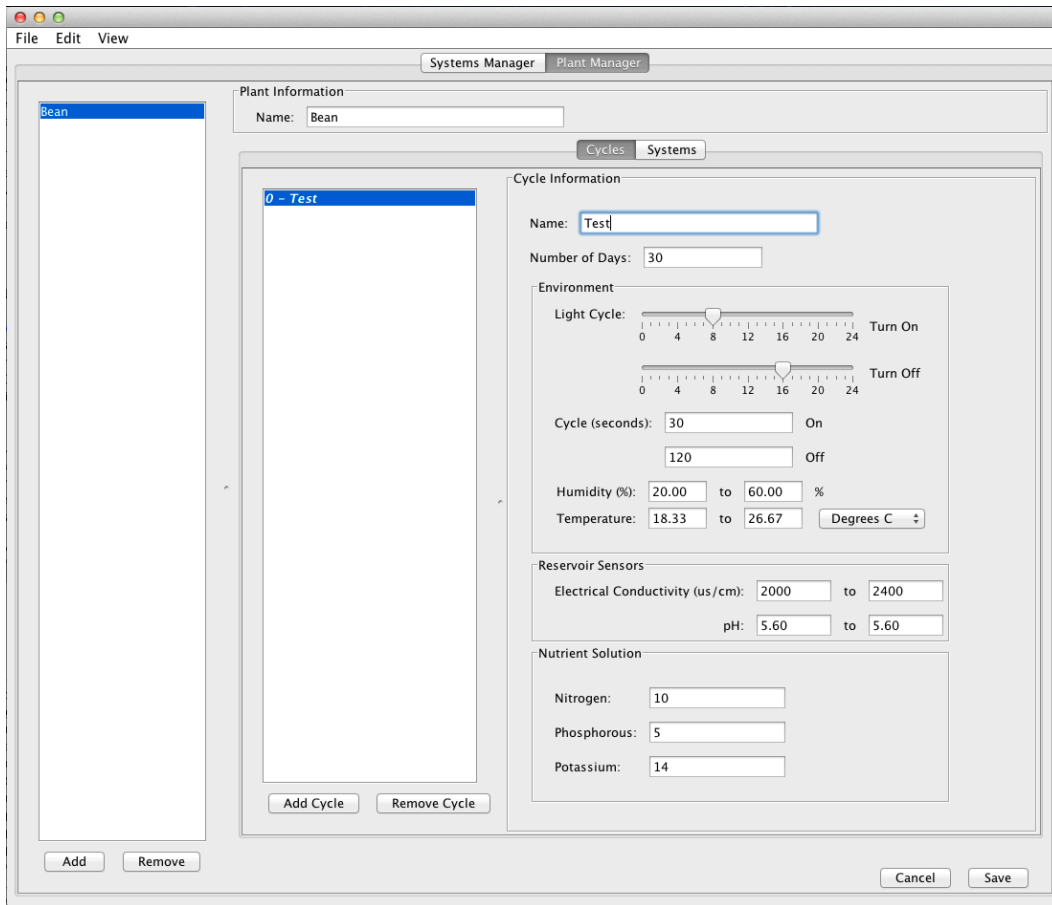 File Edit View
Systems Manager Plant Manager
Bean
Plant Information
Name: Bean
Cycles Systems
0 - Test
Cycle Information
Name: Test
Number of Days: 30
Environment
Light Cycle: Turn On
0 4 8 12 16 20 24
Turn Off
0 4 8 12 16 20 24
Cycle (seconds): 30 On
120 Off
Humidity (%): 20.00 to 60.00 %
Temperature: 18.33 to 26.67 Degrees C
Reservoir Sensors
Electrical Conductivity (us/cm): 2000 to 2400
pH: 5.60 to 5.60
Nutrient Solution
Nitrogen: 10
Phosphorous: 5
Potassium: 14
Add Cycle Remove Cycle
Add Remove
Cancel Save